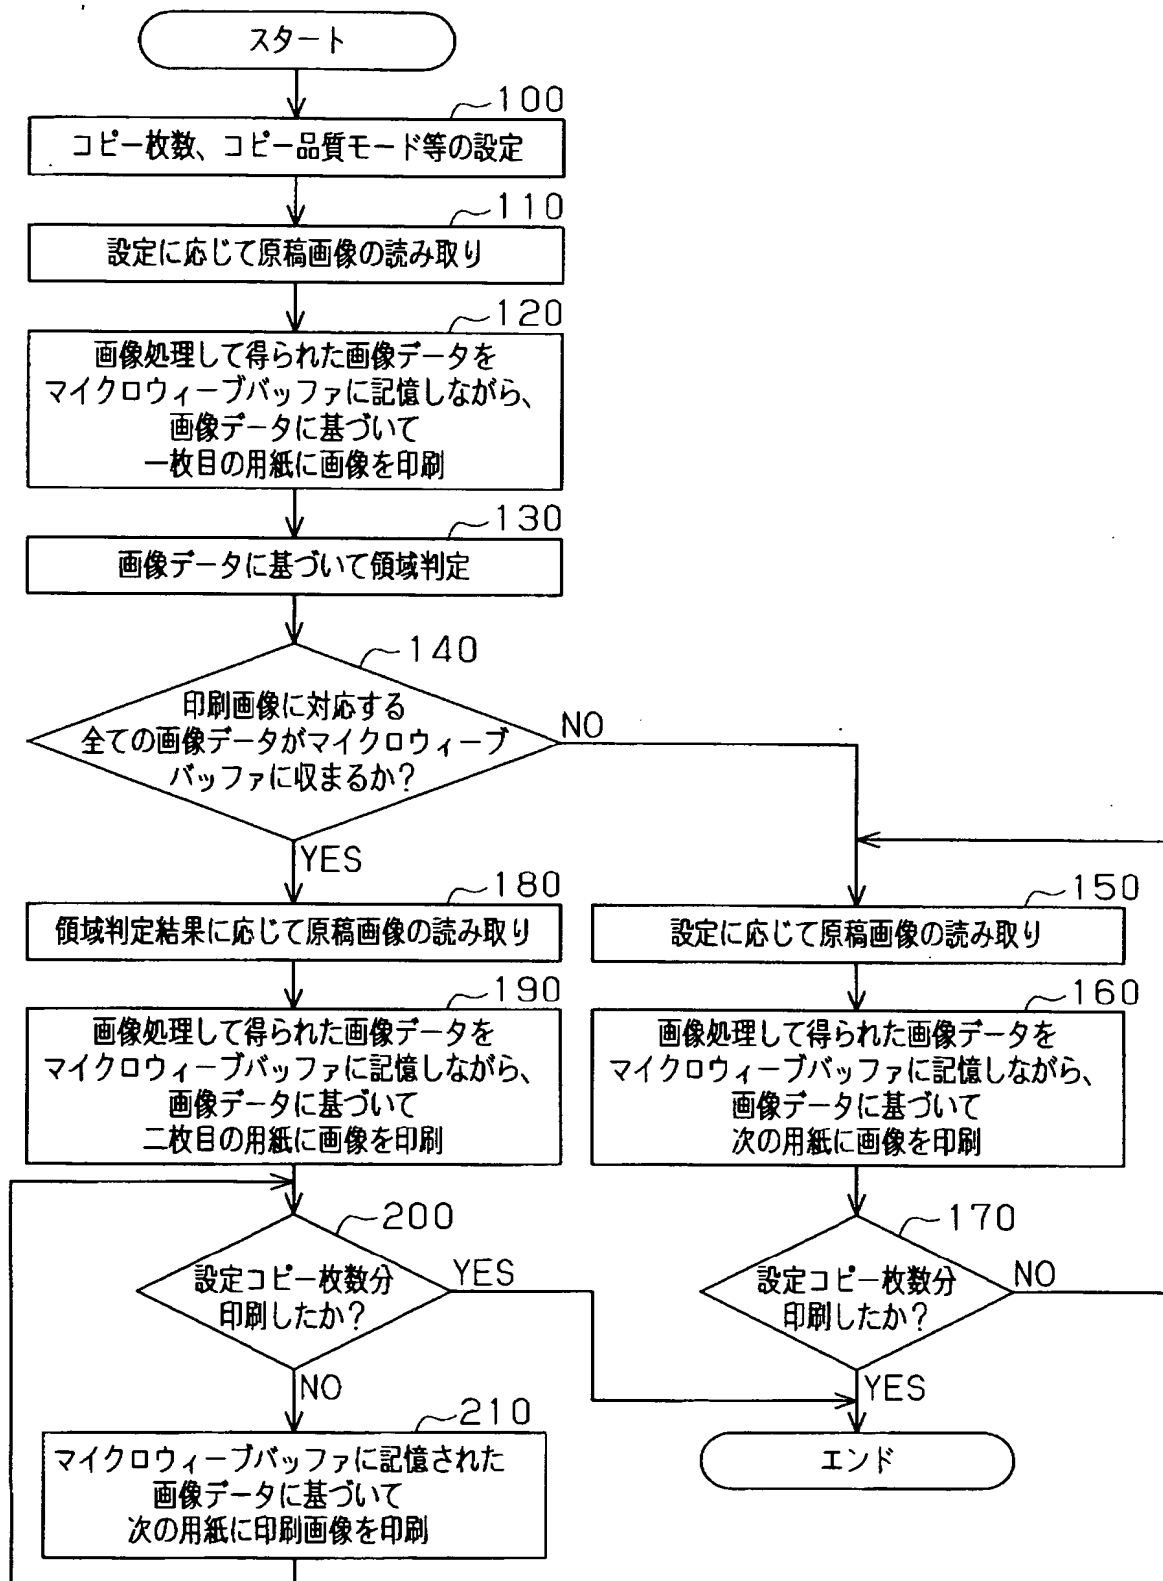 スタート
100
コピー枚数、コピー品質モード等の設定
110
設定に応じて原稿画像の読み取り
120
画像処理して得られた画像データを
マイクロウィーブバッファに記憶しながら、
画像データに基づいて
一枚目の用紙に画像を印刷
130
画像データに基づいて領域判定
140
印刷画像に対応する
全ての画像データがマイクロウィーブ
バッファに収まるか?
NO
YES
180
領域判定結果に応じて原稿画像の読み取り
190
画像処理して得られた画像データを
マイクロウィーブバッファに記憶しながら、
画像データに基づいて
二枚目の用紙に画像を印刷
200
設定コピー枚数分
印刷したか?
YES
NO
210
マイクロウィーブバッファに記憶された
画像データに基づいて
次の用紙に印刷画像を印刷
150
設定に応じて原稿画像の読み取り
160
画像処理して得られた画像データを
マイクロウィーブバッファに記憶しながら、
画像データに基づいて
次の用紙に画像を印刷
170
設定コピー枚数分
印刷したか?
NO
YES
エンド